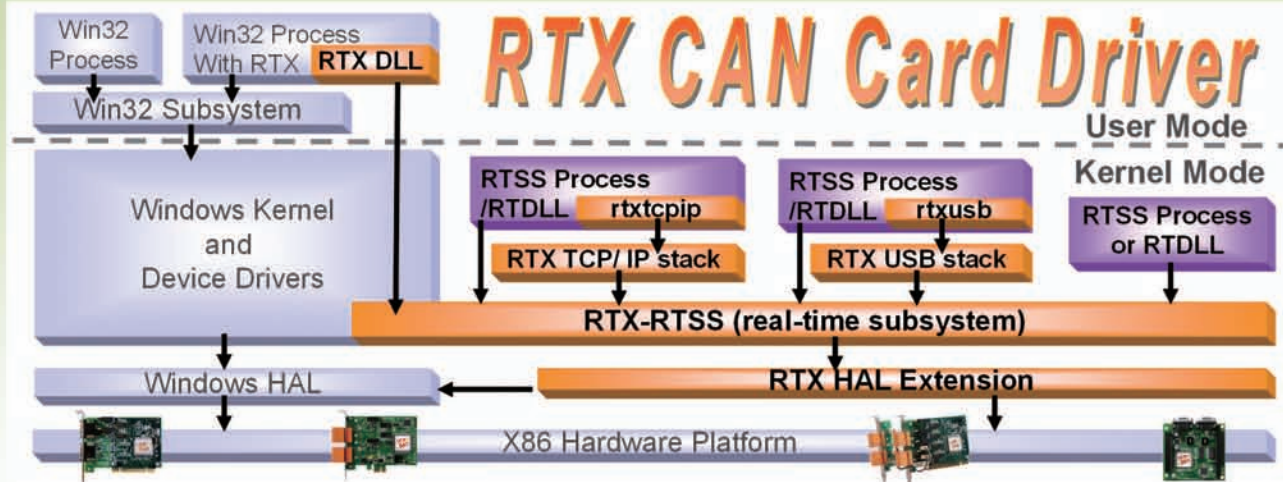 Win32
Process
Win32 Process
With RTX
RTX DLL
RTX CAN Card Driver
Win32 Subsystem
User Mode
Kernel Mode
Windows Kernel
and
Device Drivers
RTSS Process
/RTDLL
rtxtcpip
RTX TCP/ IP stack
RTSS Process
/RTDLL
rtxusb
RTX USB stack
RTSS Process
or RTDLL
RTX-RTSS (real-time subsystem)
Windows HAL
RTX HAL Extension
X86 Hardware Platform